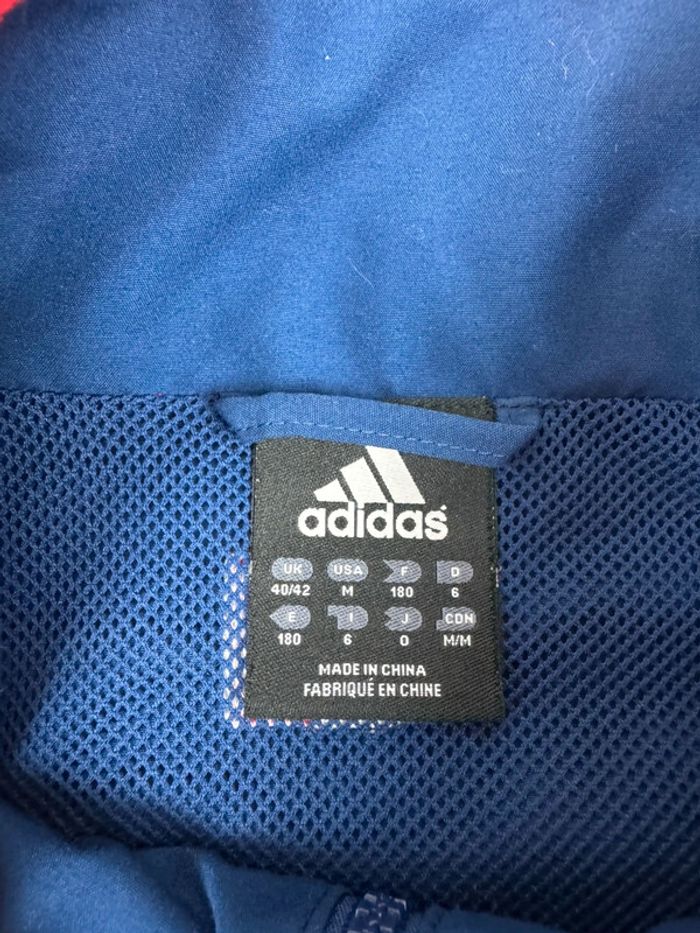 adidas
UK USA F D
40/42 M 180 6
E I J CDN
180 6 O M/M
MADE IN CHINA
FABRIQUÉ EN CHINE